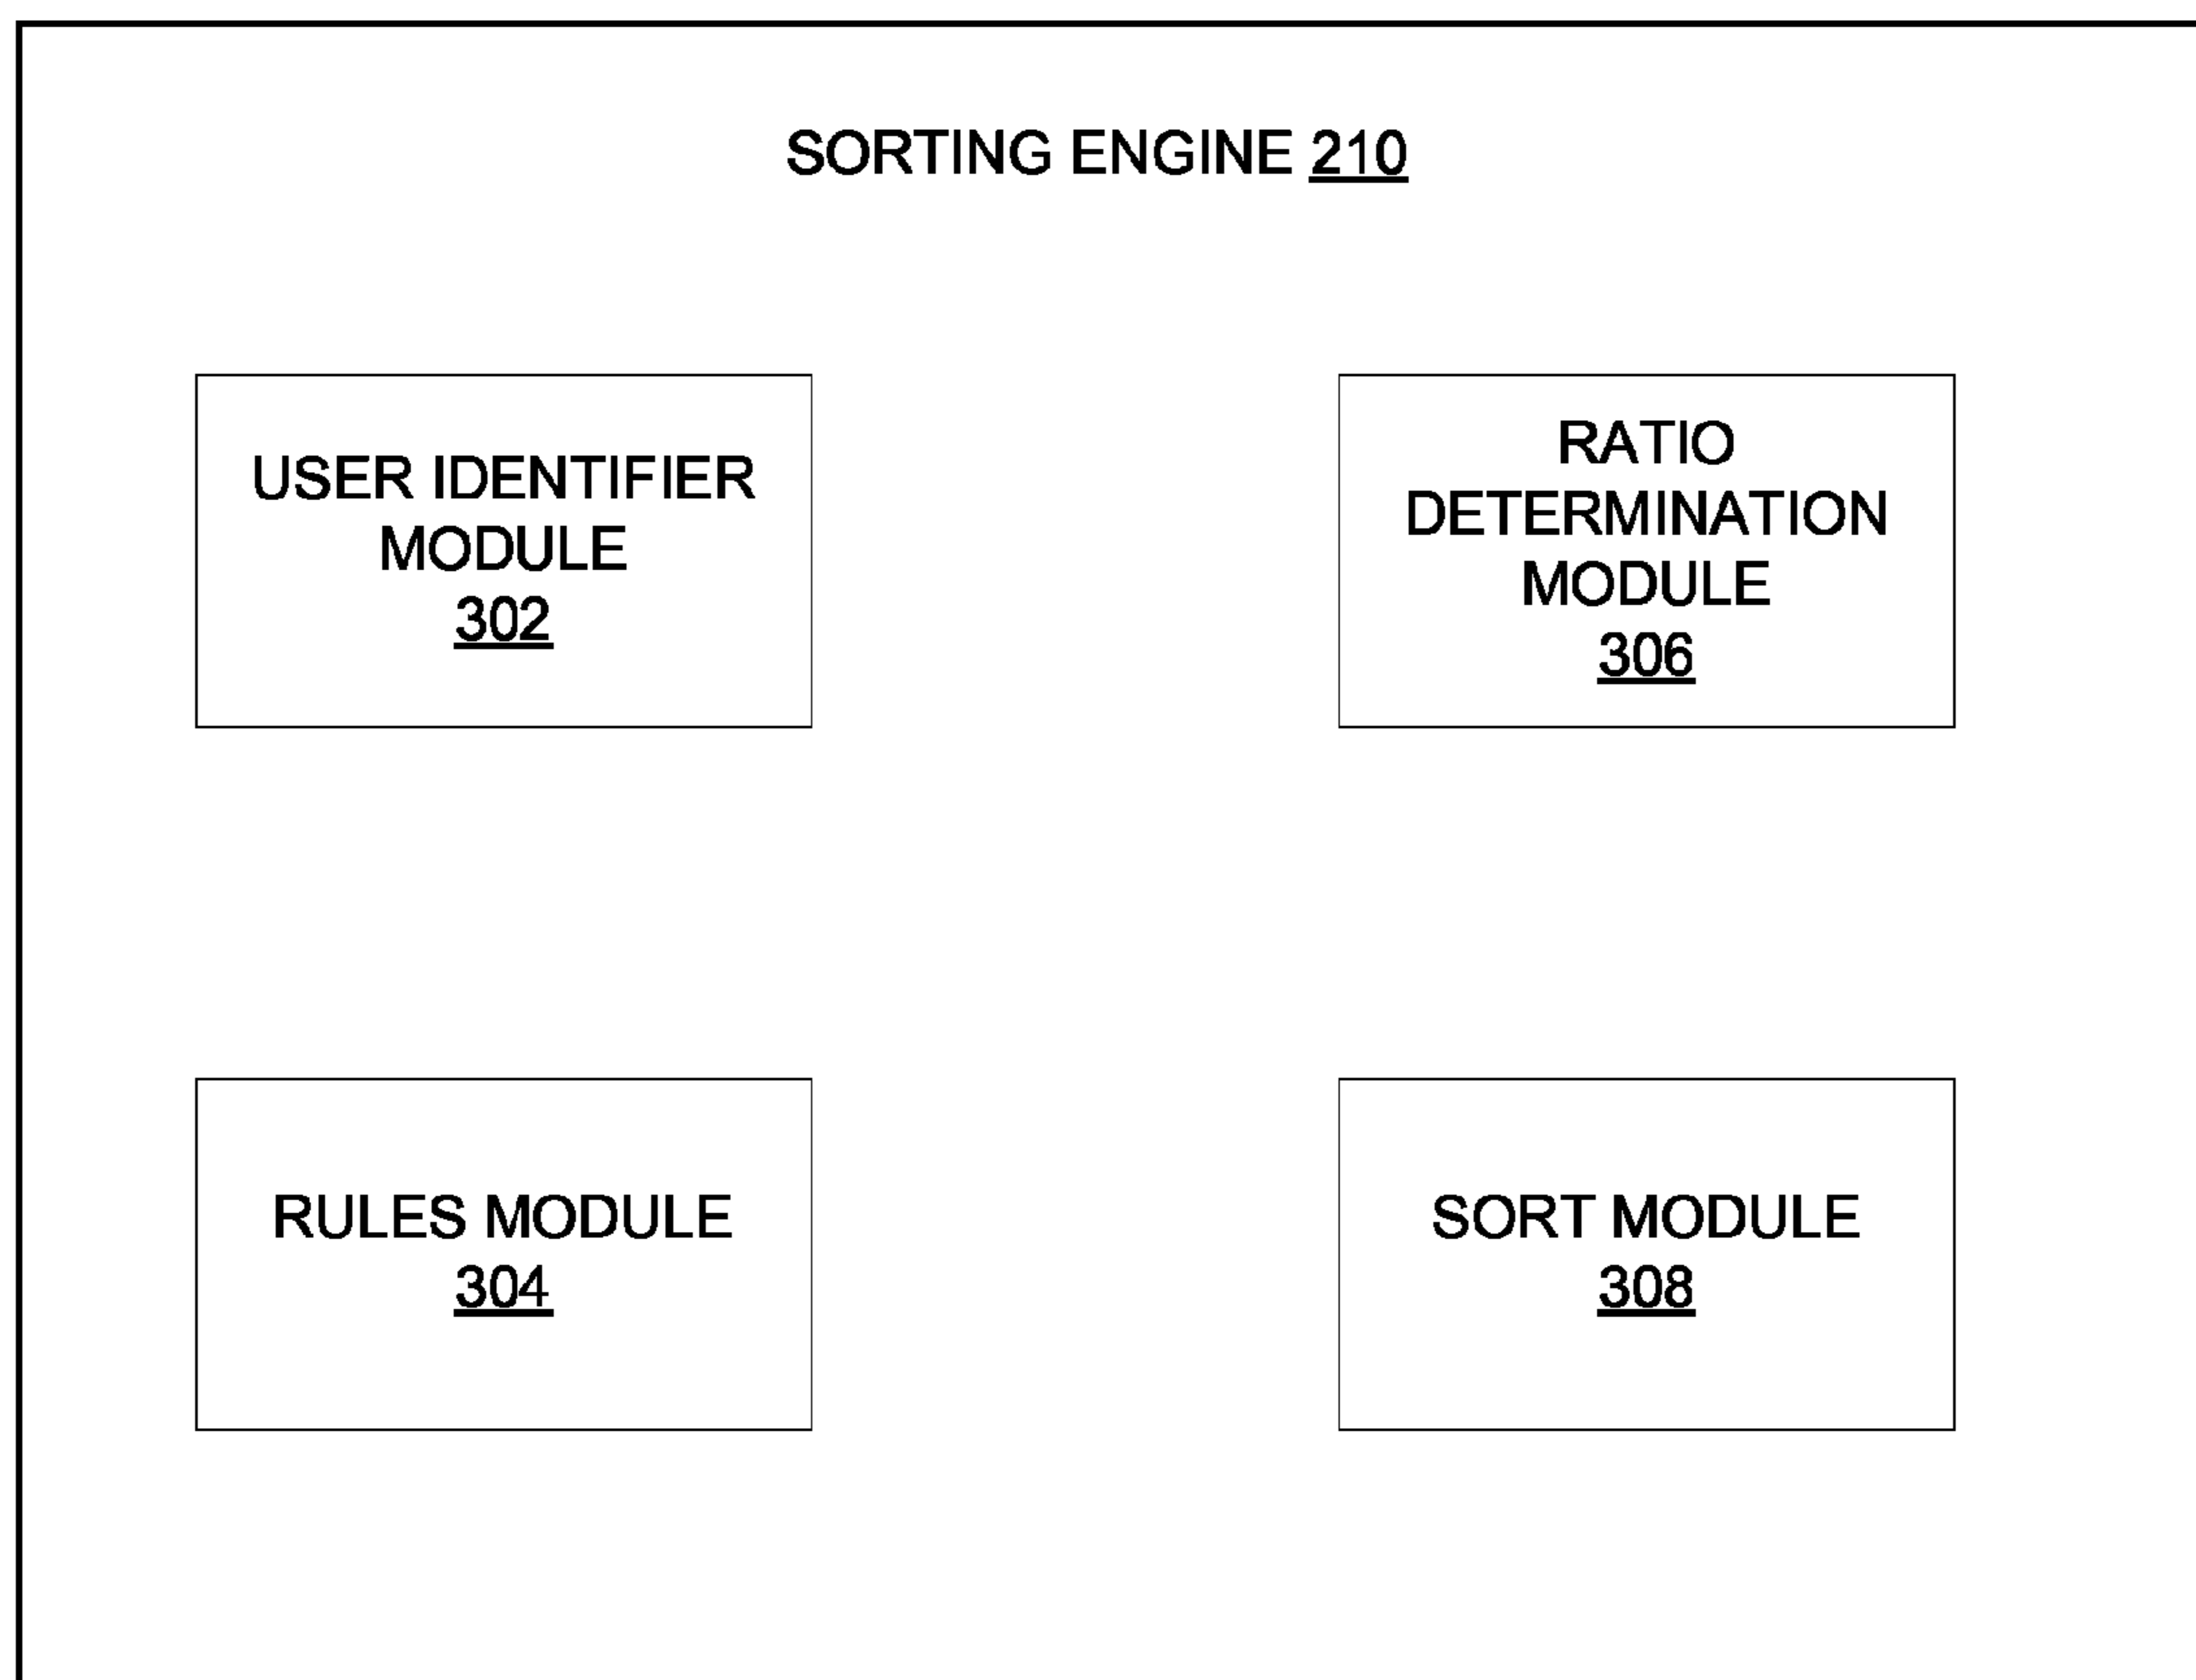 SORTING ENGINE 210
USER IDENTIFIER
MODULE
302
RATIO
DETERMINATION
MODULE
306
RULES MODULE
304
SORT MODULE
308